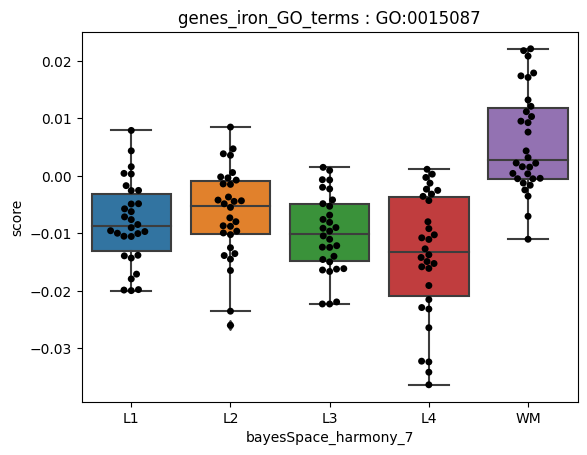 genes_iron_GO_terms : GO:0015087
0.02
0.01
0.00
−0.01
−0.02
−0.03
score
L1 L2 L3 L4 WM
bayesSpace_harmony_7